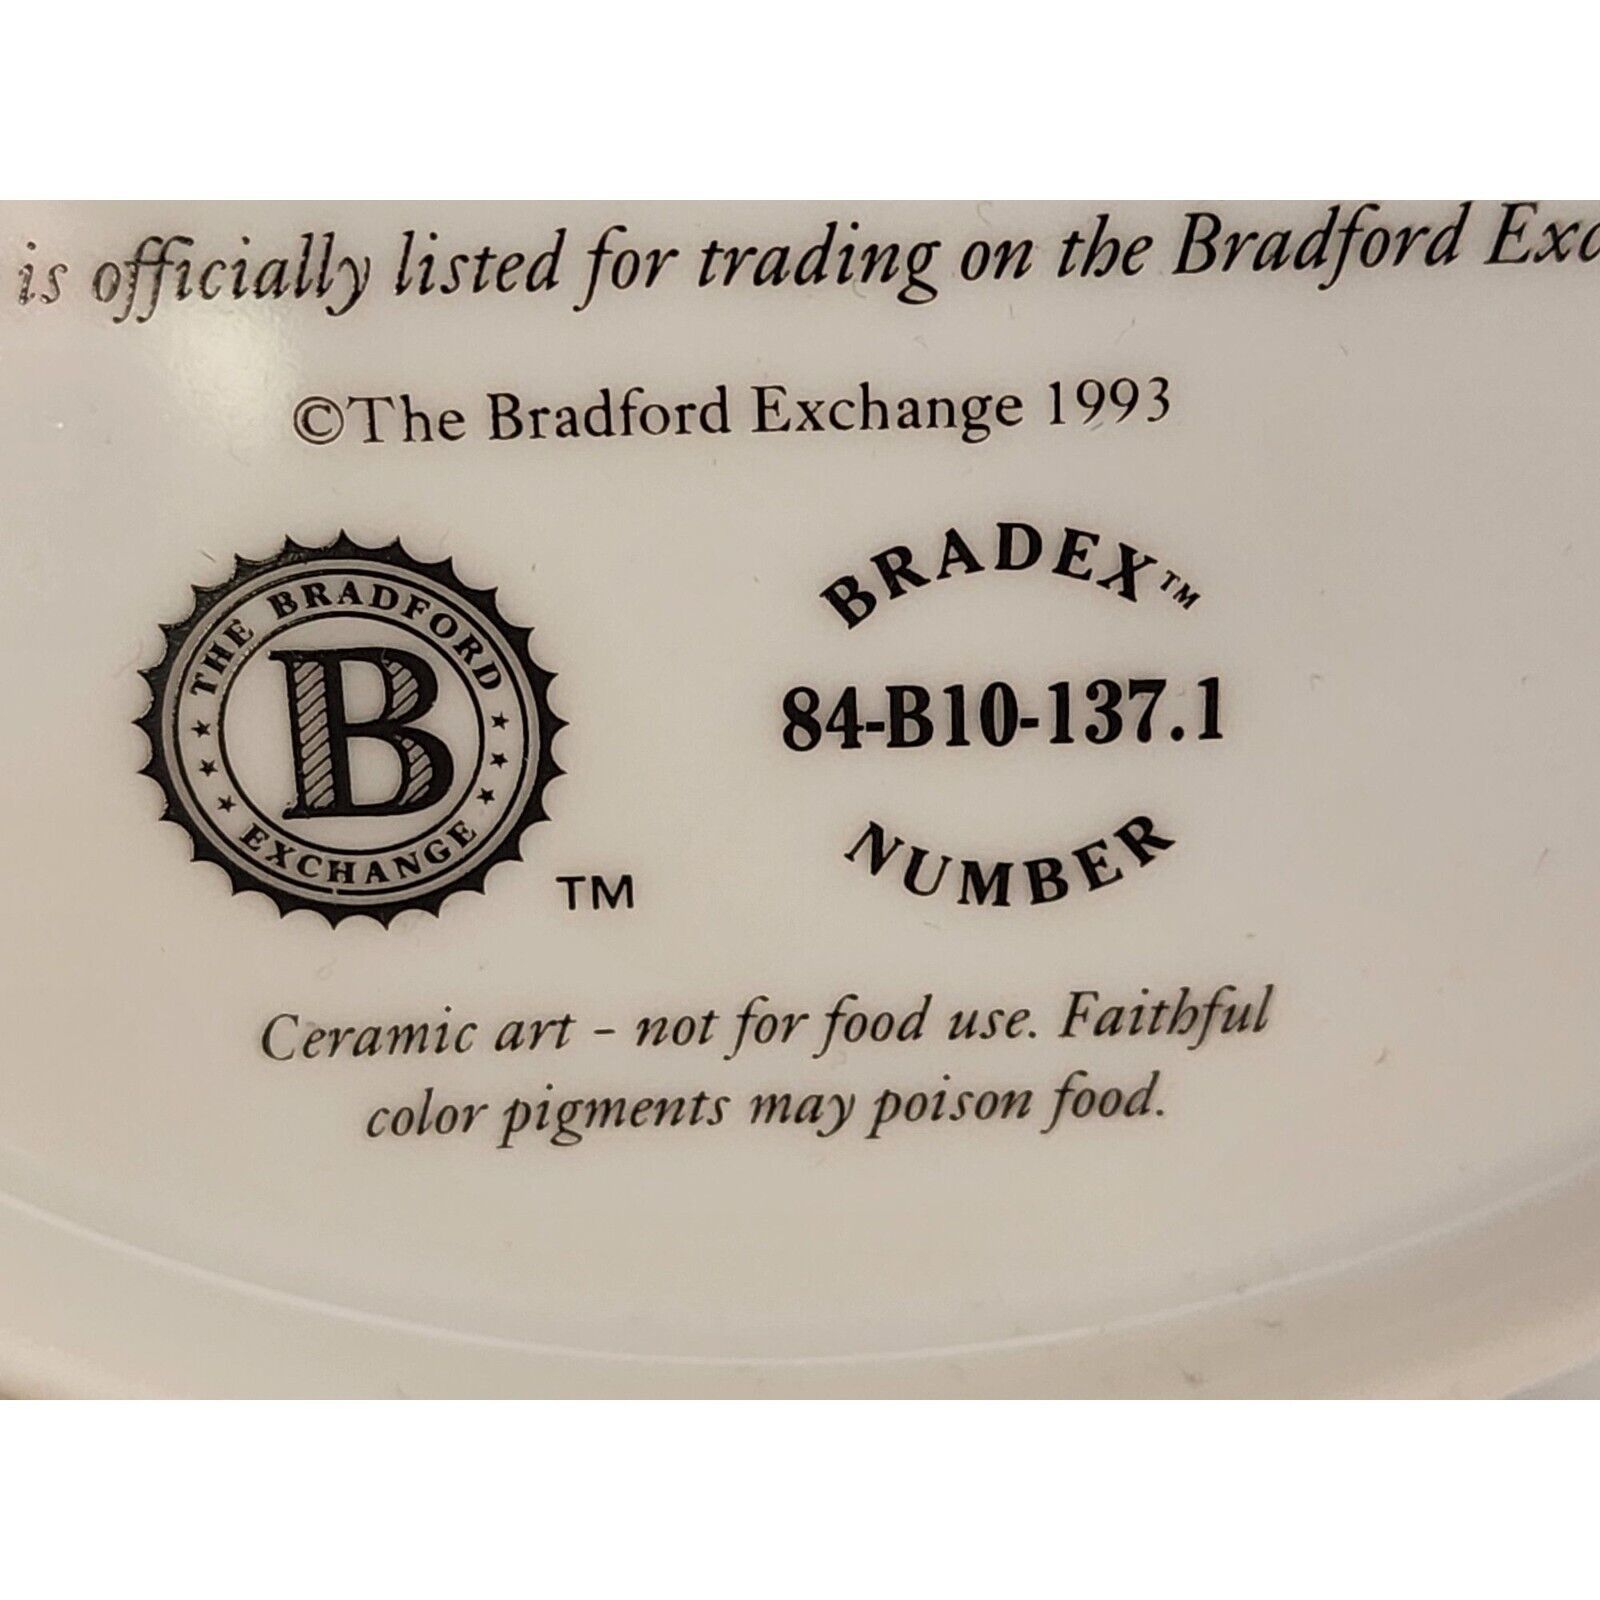 is officially listed for trading on the Bradford
©The Bradford Exchange 1993
THE BRADFORD
B
EXCHANGE
TM
BRADEX™
84-B10-137.1
NUMBER
Ceramic art - not for food use. Faithful
color pigments may poison food.